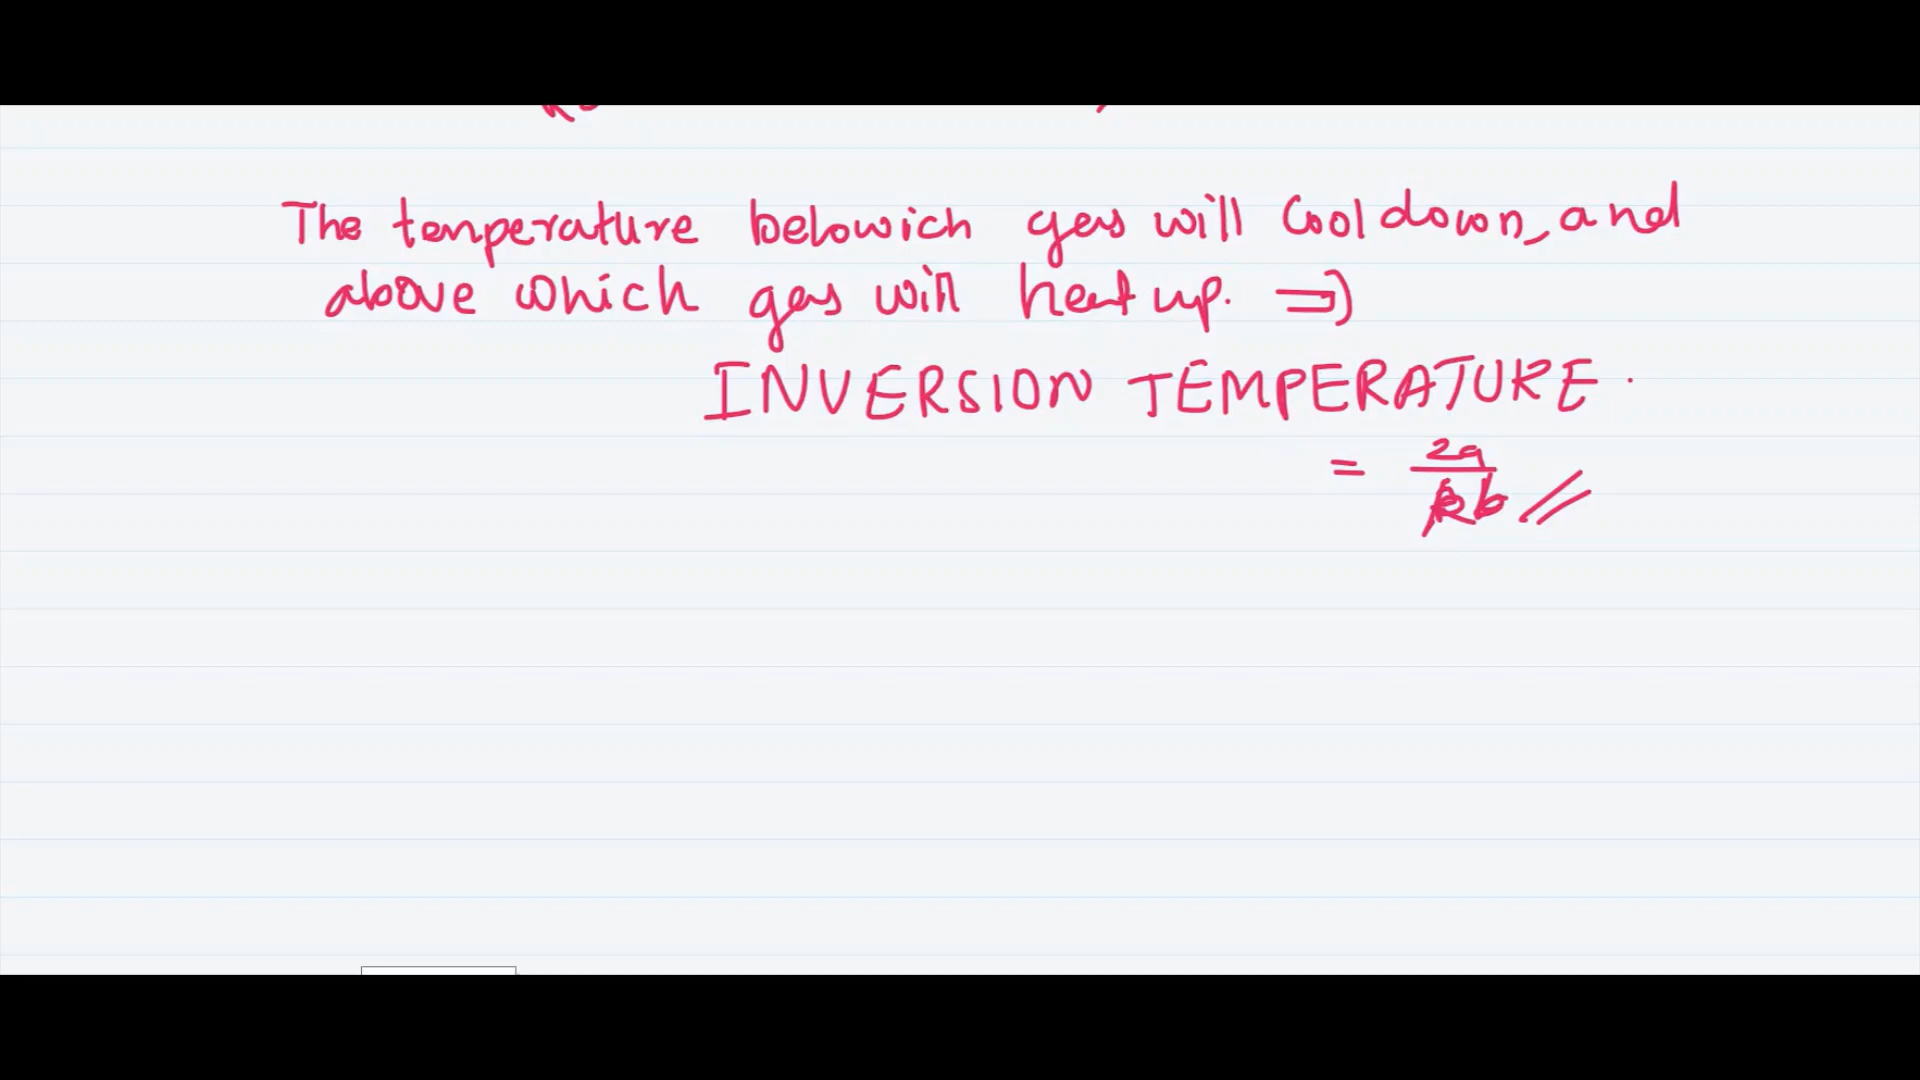 The temperature belowich gas will cool down, and
above which gas will heat up. ⇒
INVERSION TEMPERATURE.
= 2a/Rb //